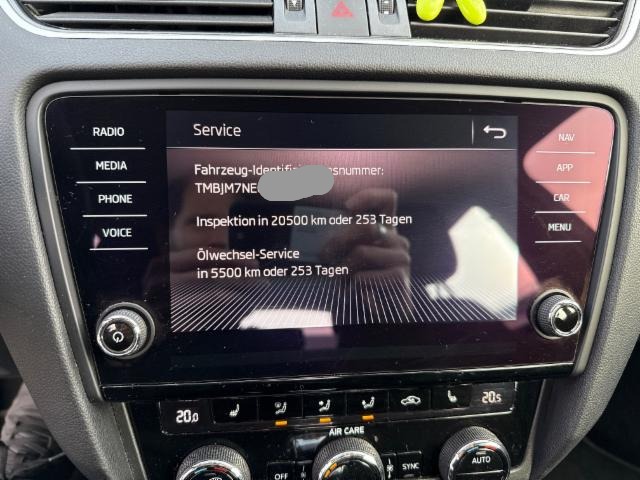 RADIO
MEDIA
PHONE
VOICE
Service
Fahrzeug-Identifi snummer:
TMBJM7NE
Inspektion in 20500 km oder 253 Tagen
Ölwechsel-Service
in 5500 km oder 253 Tagen
NAV
APP
CAR
MENU
20.0
20.5
AIR CARE
OFF
SYNC
AUTO